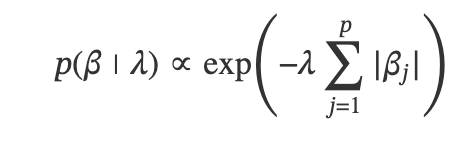 p(β | λ) ∝ exp(−λ ∑_{j=1}^{p} |β_j|)